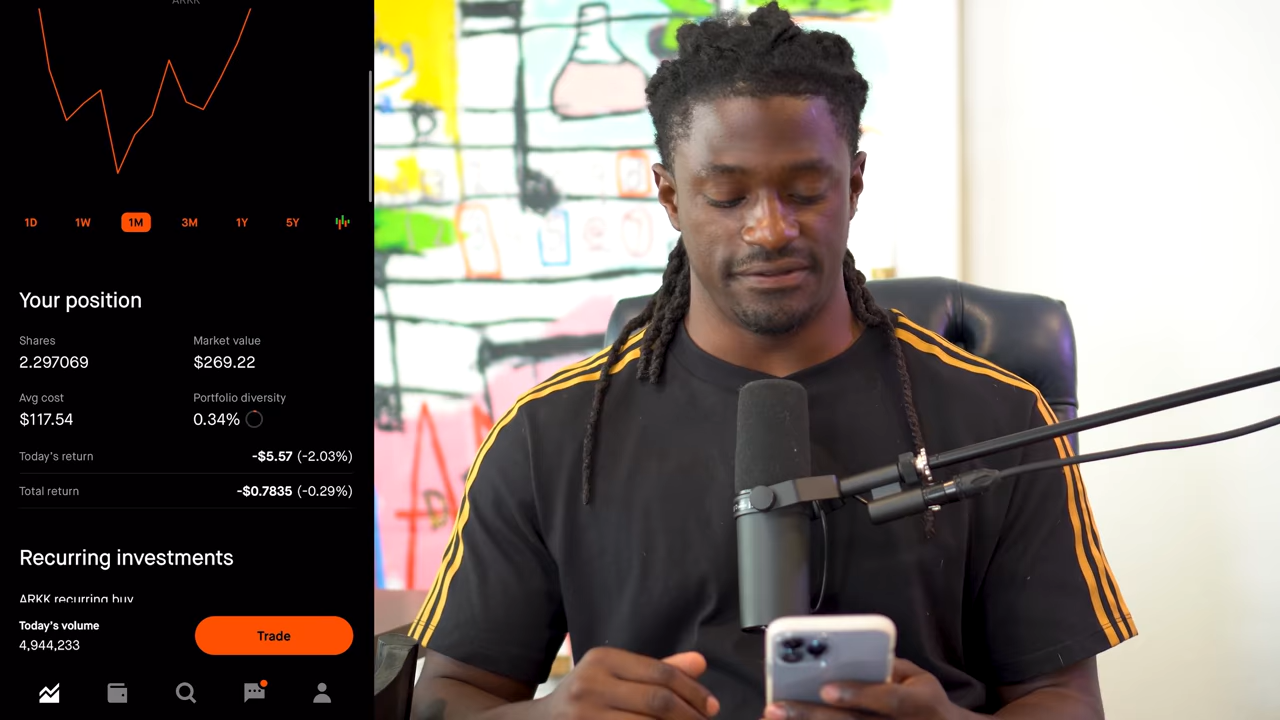 ARKK
1D 1W 1M 3M 1Y 5Y
Your position
Shares Market value
2.297069 $269.22
Avg cost Portfolio diversity
$117.54 0.34%
Today's return -$5.57 (-2.03%)
Total return -$0.7835 (-0.29%)
Recurring investments
ARKK recurring buy
Today's volume
4,944,233
Trade